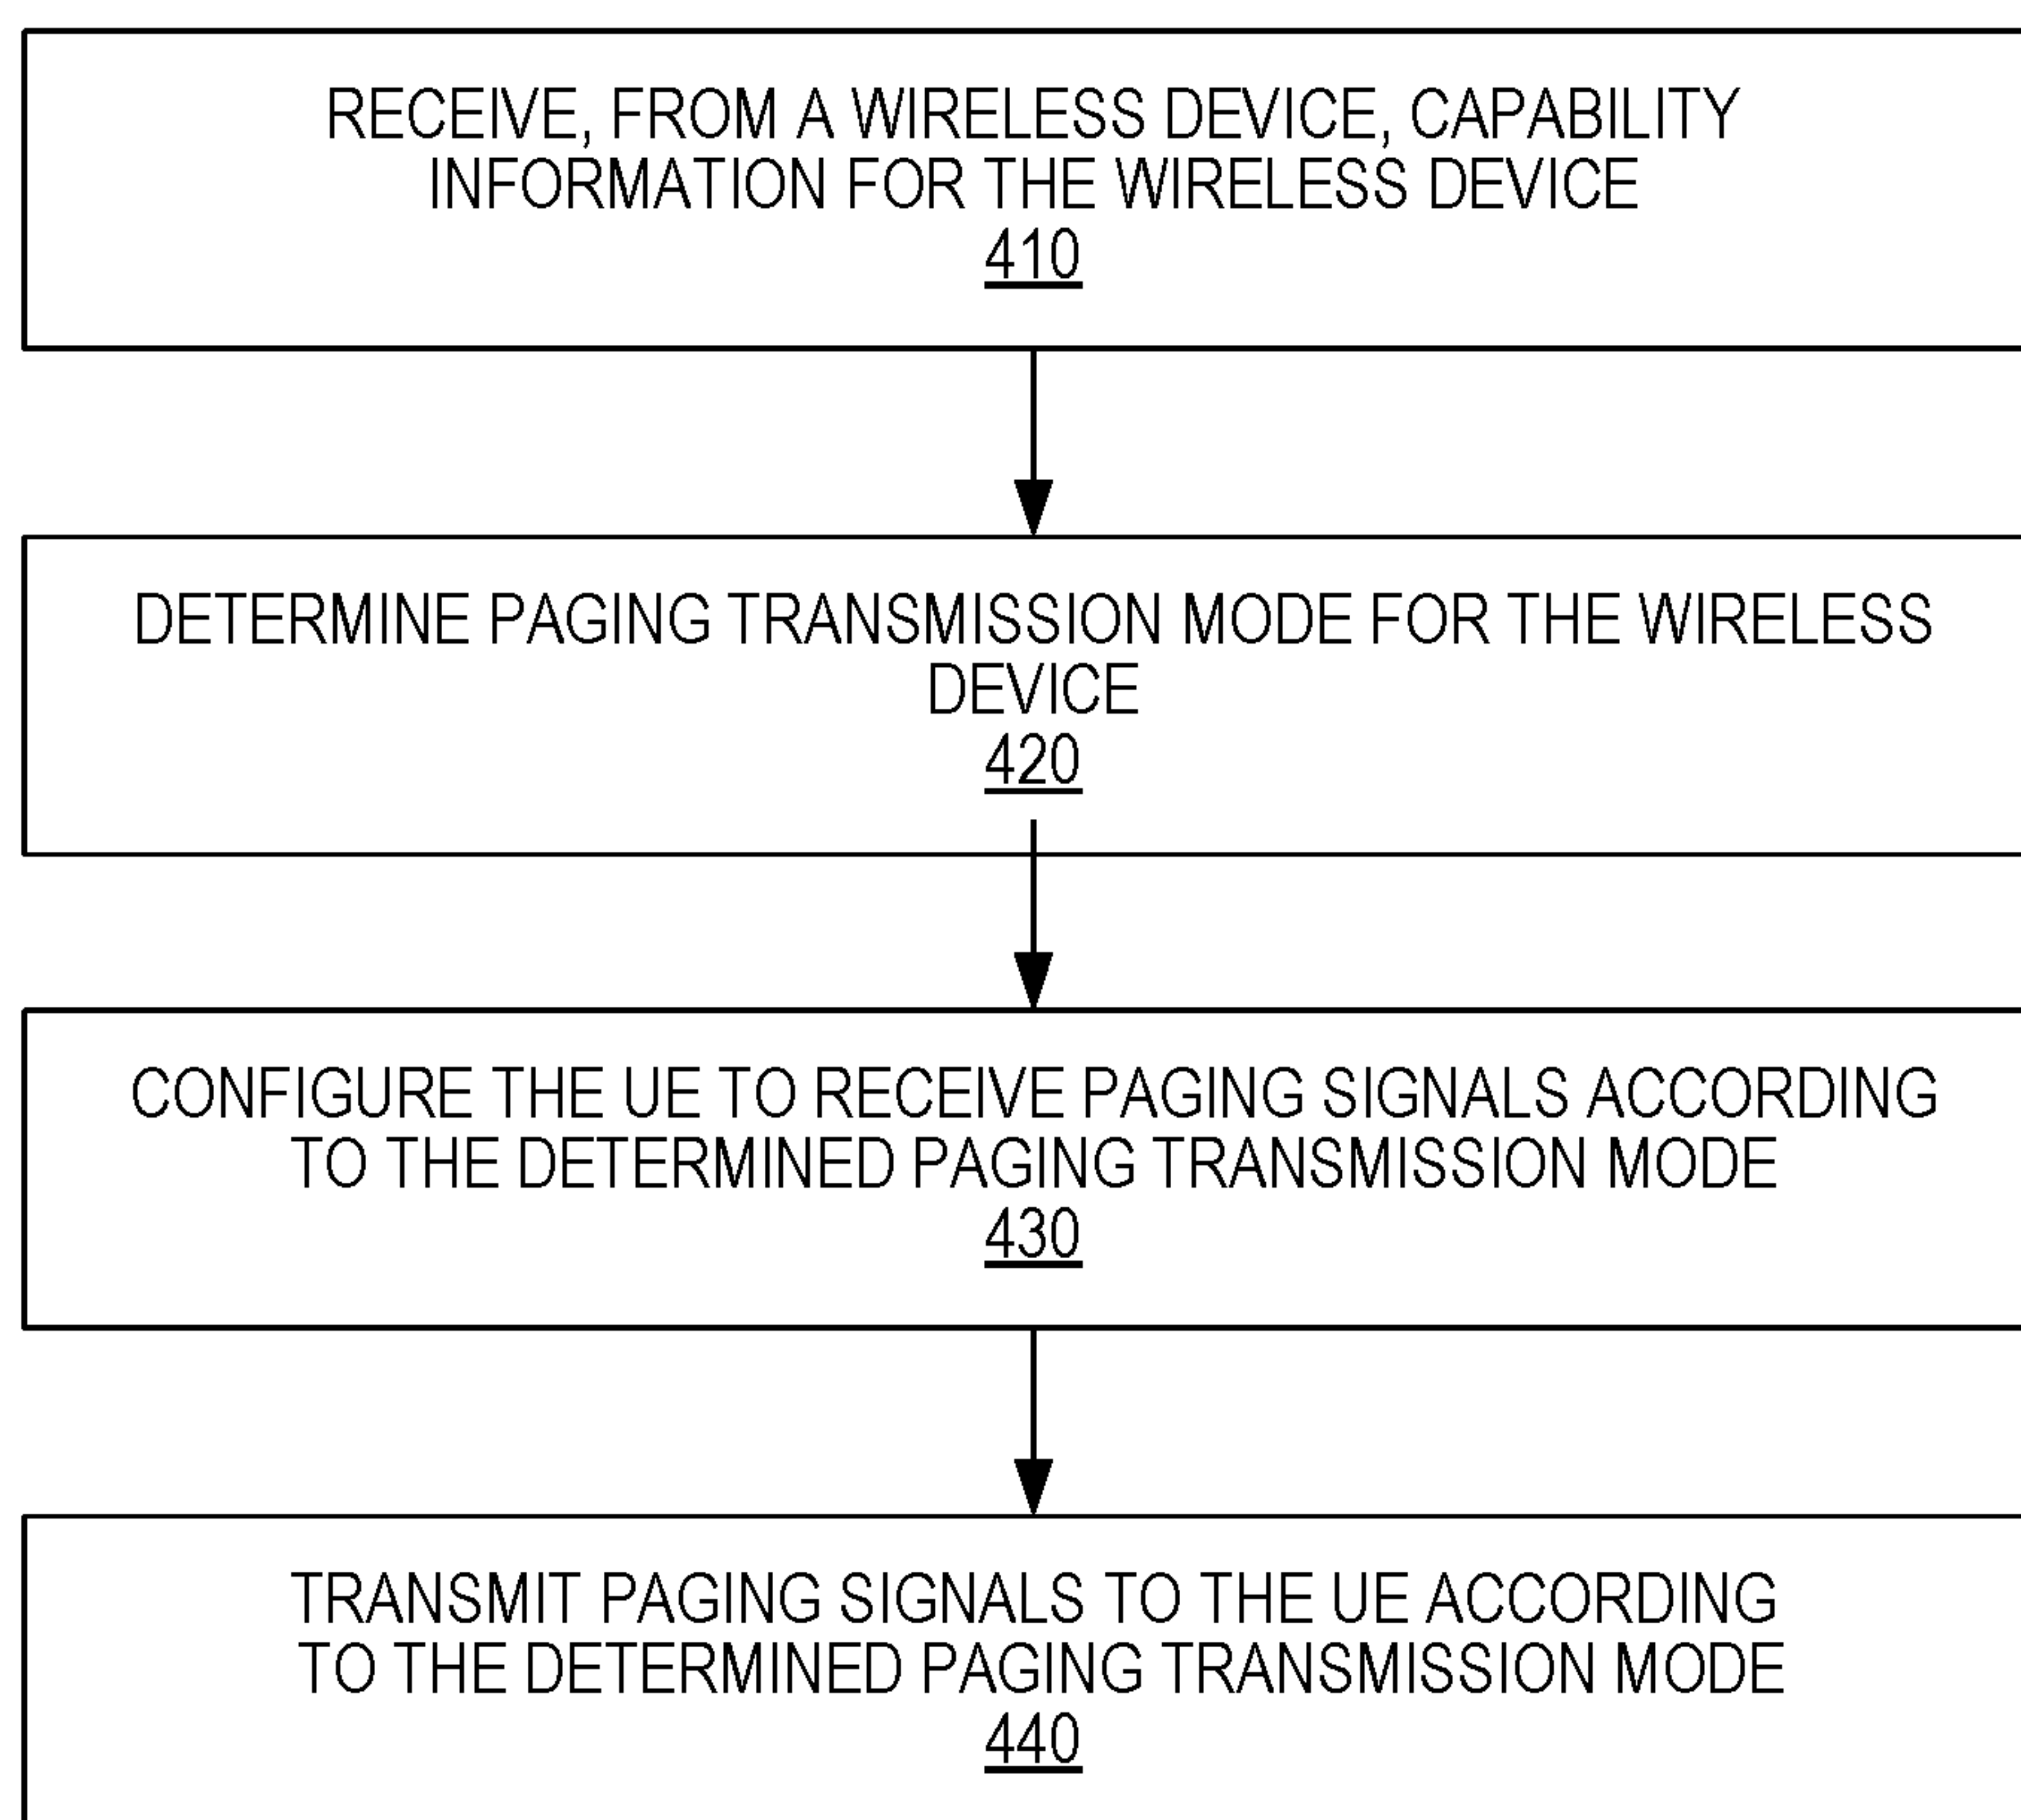 RECEIVE, FROM A WIRELESS DEVICE, CAPABILITY
INFORMATION FOR THE WIRELESS DEVICE
410
DETERMINE PAGING TRANSMISSION MODE FOR THE WIRELESS
DEVICE
420
CONFIGURE THE UE TO RECEIVE PAGING SIGNALS ACCORDING
TO THE DETERMINED PAGING TRANSMISSION MODE
430
TRANSMIT PAGING SIGNALS TO THE UE ACCORDING
TO THE DETERMINED PAGING TRANSMISSION MODE
440